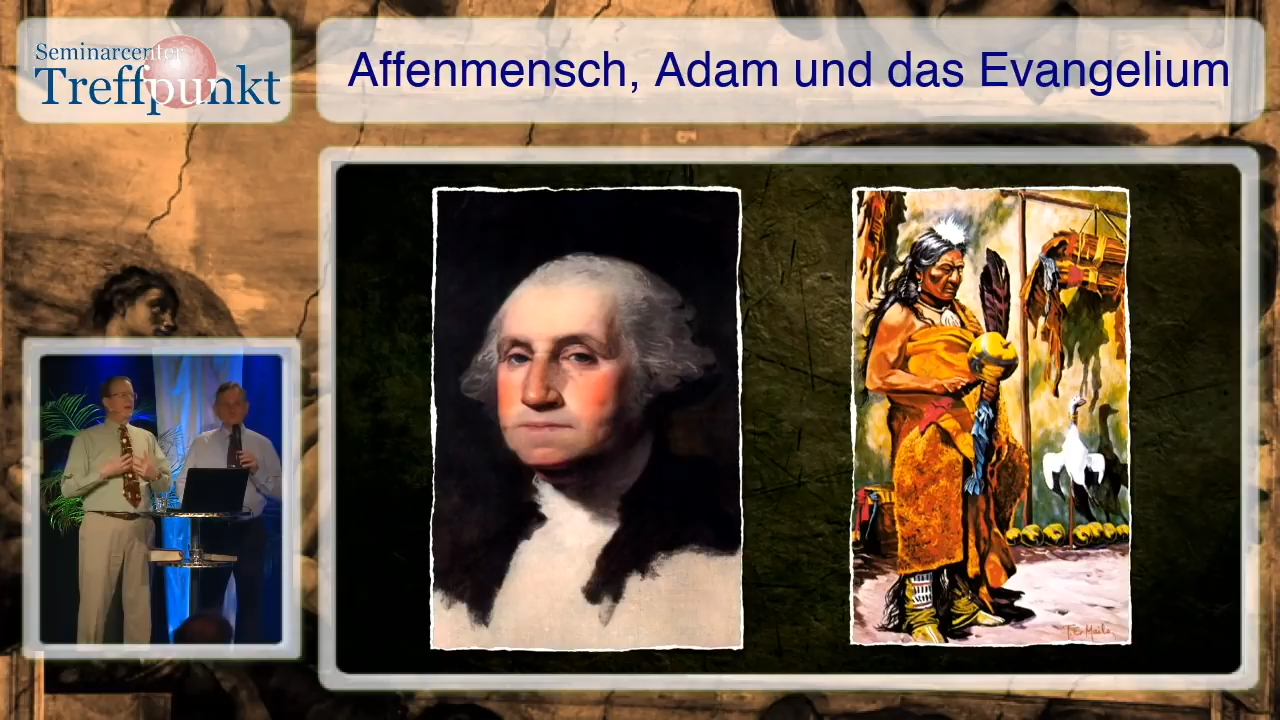 Seminarcenter
Treffpunkt
Affenmensch, Adam und das Evangelium